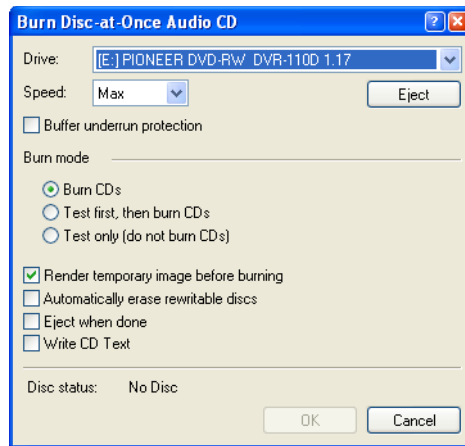 Burn Disc-at-Once Audio CD
Drive: [E:] PIONEER DVD-RW DVR-110D 1.17
Speed: Max Eject
Buffer underrun protection
Burn mode
Burn CDs
Test first, then burn CDs
Test only (do not burn CDs)
Render temporary image before burning
Automatically erase rewritable discs
Eject when done
Write CD Text
Disc status: No Disc
OK Cancel